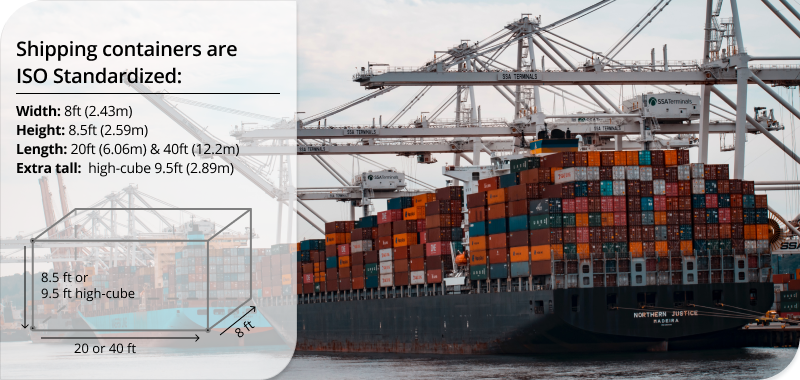 Shipping containers are
ISO Standardized:
Width: 8ft (2.43m)
Height: 8.5ft (2.59m)
Length: 20ft (6.06m) & 40ft (12.2m)
Extra tall: high-cube 9.5ft (2.89m)
8.5 ft or
9.5 ft high-cube
20 or 40 ft
8 ft
SSA TERMINALS
SSATerminals
SSA TERMINALS
SSA TERMINALS
SSA TERMINALS
NORTHERN JUSTICE
MADEIRA